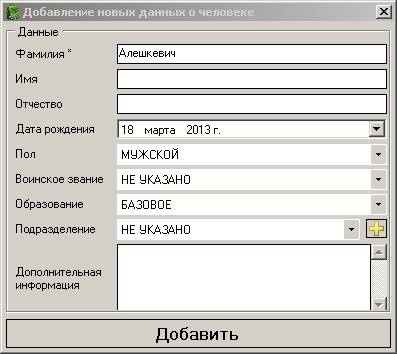 Добавление новых данных о человеке
Данные
Фамилия * Алешкевич
Имя
Отчество
Дата рождения 18 марта 2013 г.
Пол МУЖСКОЙ
Воинское звание НЕ УКАЗАНО
Образование БАЗОВОЕ
Подразделение НЕ УКАЗАНО
Дополнительная
информация
Добавить